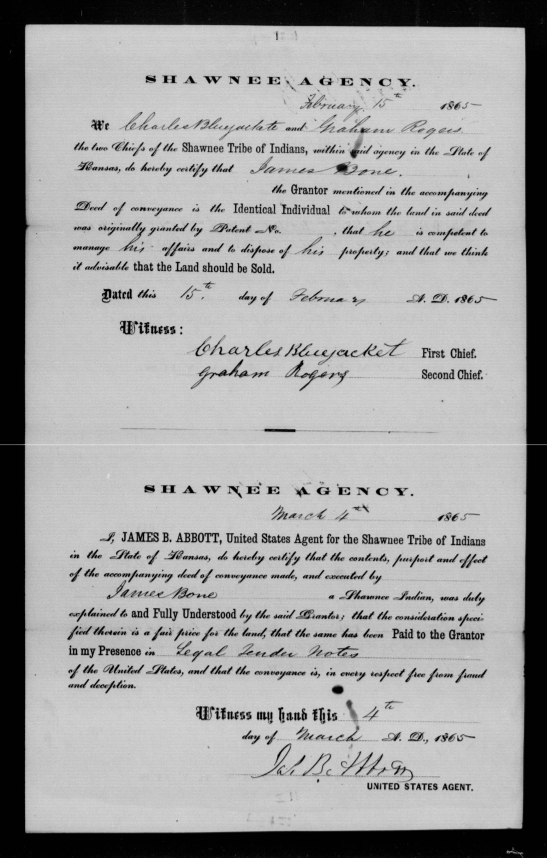 SHAWNEE AGENCY.
February 15th 1865
We Charles Bluejacket and Graham Rogers
the two Chiefs of the Shawnee Tribe of Indians, within said agency in the State of
Kansas, do hereby certify that James Bone.
the Grantor mentioned in the accompanying
Deed of conveyance is the Identical Individual to whom the land in said deed
was originally granted by Patent No. , that he is competent to
manage his affairs and to dispose of his property; and that we think
it advisable that the Land should be Sold.
Dated this 15th. day of February A. D. 1865
Witness:
Charles Bluejacket First Chief.
Graham Rogers Second Chief.
SHAWNEE AGENCY.
March 4th 1865
I, JAMES B. ABBOTT, United States Agent for the Shawnee Tribe of Indians
in the State of Kansas, do hereby certify that the contents, purport and effect
of the accompanying deed of conveyance made, and executed by
James Bone a Shawnee Indian, was duly
explained to and Fully Understood by the said Grantor; that the consideration speci-
fied therein is a fair price for the land, that the same has been Paid to the Grantor
in my Presence in Legal Tender Notes
of the United States, and that the conveyance is, in every respect free from fraud
and deception.
Witness my hand this 4th
day of March A. D., 1865
Jas. B. Abbott
UNITED STATES AGENT.